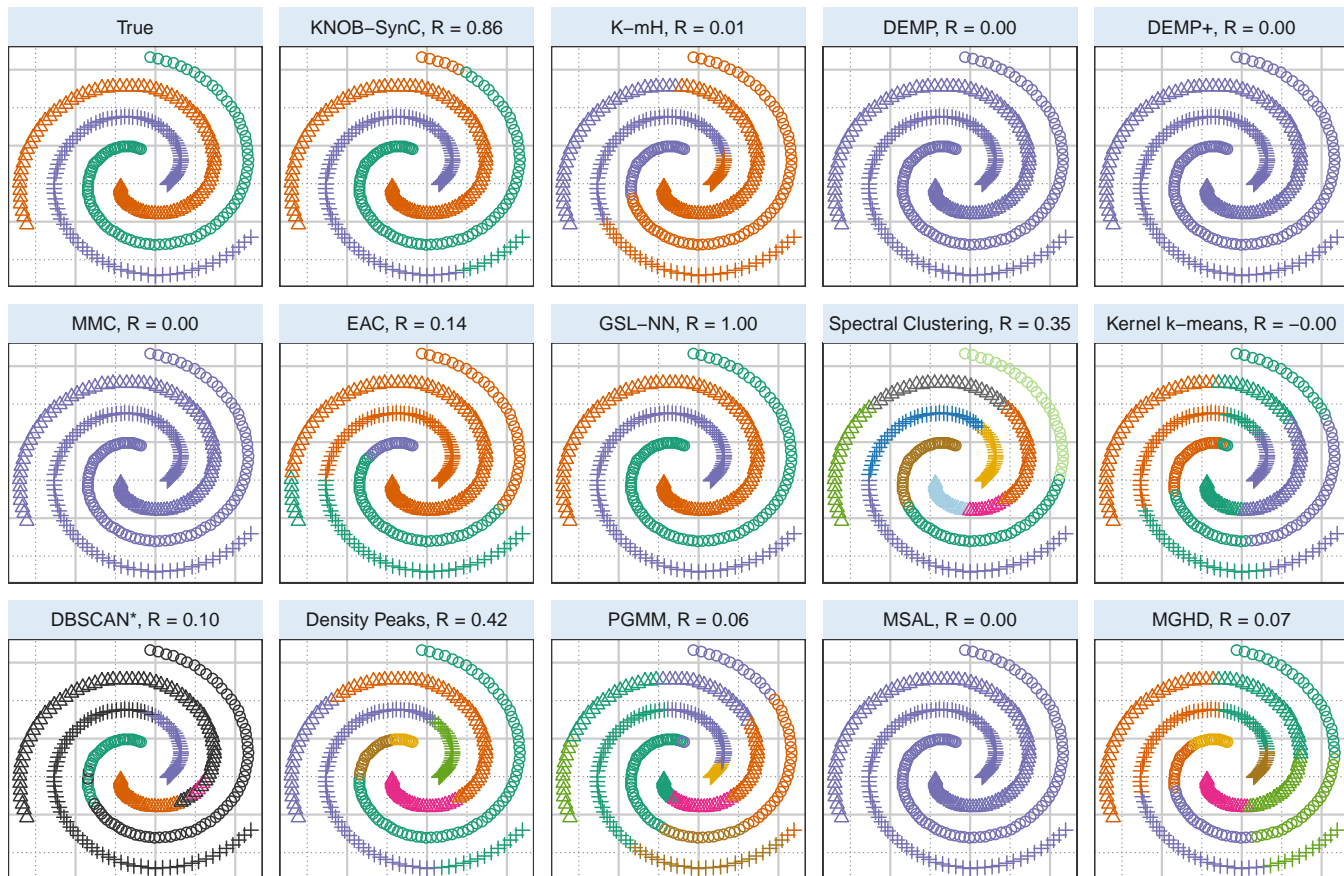 True
KNOB−SynC, R = 0.86
K−mH, R = 0.01
DEMP, R = 0.00
DEMP+, R = 0.00
MMC, R = 0.00
EAC, R = 0.14
GSL−NN, R = 1.00
Spectral Clustering, R = 0.35
Kernel k−means, R = −0.00
DBSCAN*, R = 0.10
Density Peaks, R = 0.42
PGMM, R = 0.06
MSAL, R = 0.00
MGHD, R = 0.07